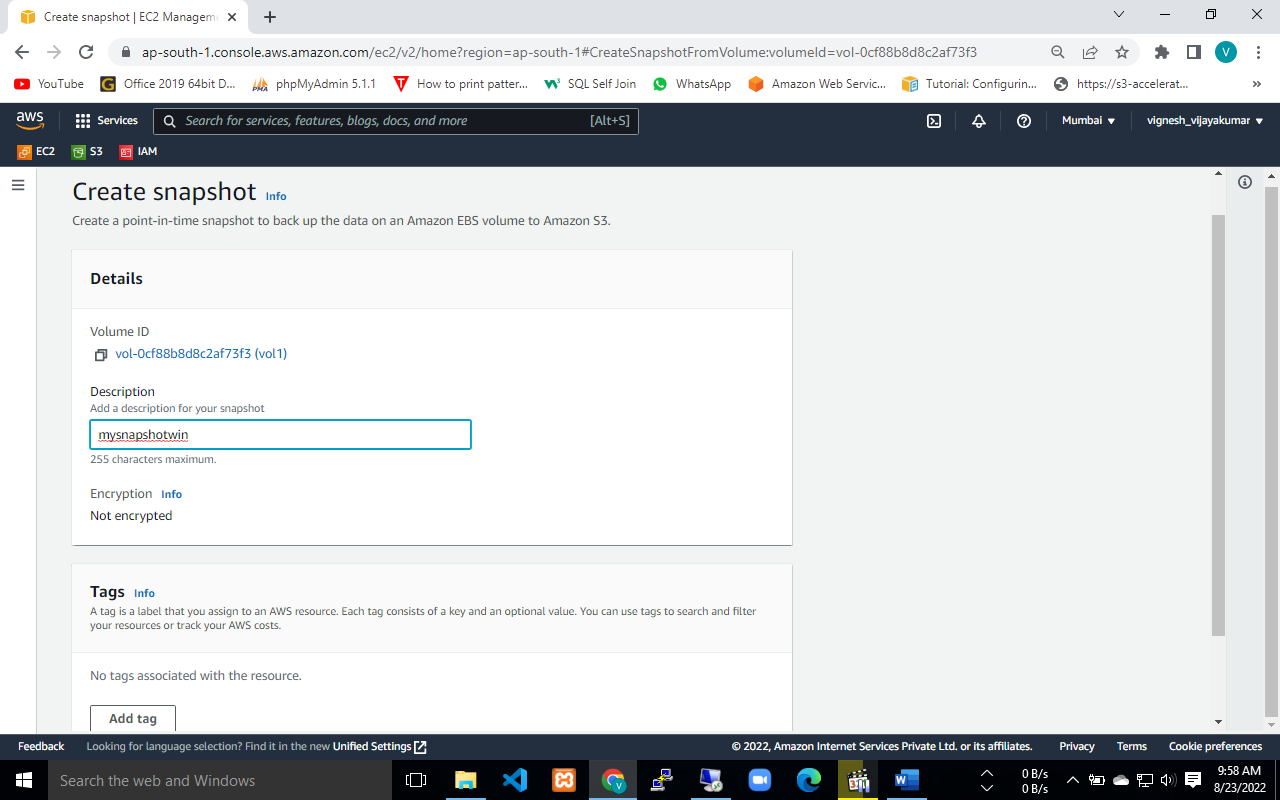 Create snapshot | EC2 Managem
ap-south-1.console.aws.amazon.com/ec2/v2/home?region=ap-south-1#CreateSnapshotFromVolume:volumeId=vol-0cf88b8d8c2af73f3
V
YouTube
Office 2019 64bit D...
phpMyAdmin 5.1.1
How to print patter...
SQL Self Join
WhatsApp
Amazon Web Servic...
Tutorial: Configurin...
https://s3-accelerat...
aws
Services
Search for services, features, blogs, docs, and more
[Alt+S]
Mumbai
vignesh_vijayakumar
EC2
S3
IAM
Create snapshot Info
Create a point-in-time snapshot to back up the data on an Amazon EBS volume to Amazon S3.
Details
Volume ID
vol-0cf88b8d8c2af73f3 (vol1)
Description
Add a description for your snapshot
mysnapshotwin
255 characters maximum.
Encryption Info
Not encrypted
Tags Info
A tag is a label that you assign to an AWS resource. Each tag consists of a key and an optional value. You can use tags to search and filter
your resources or track your AWS costs.
No tags associated with the resource.
Add tag
Feedback
Looking for language selection? Find it in the new Unified Settings
© 2022, Amazon Internet Services Private Ltd. or its affiliates.
Privacy
Terms
Cookie preferences
Search the web and Windows
0 B/s
0 B/s
9:58 AM
8/23/2022